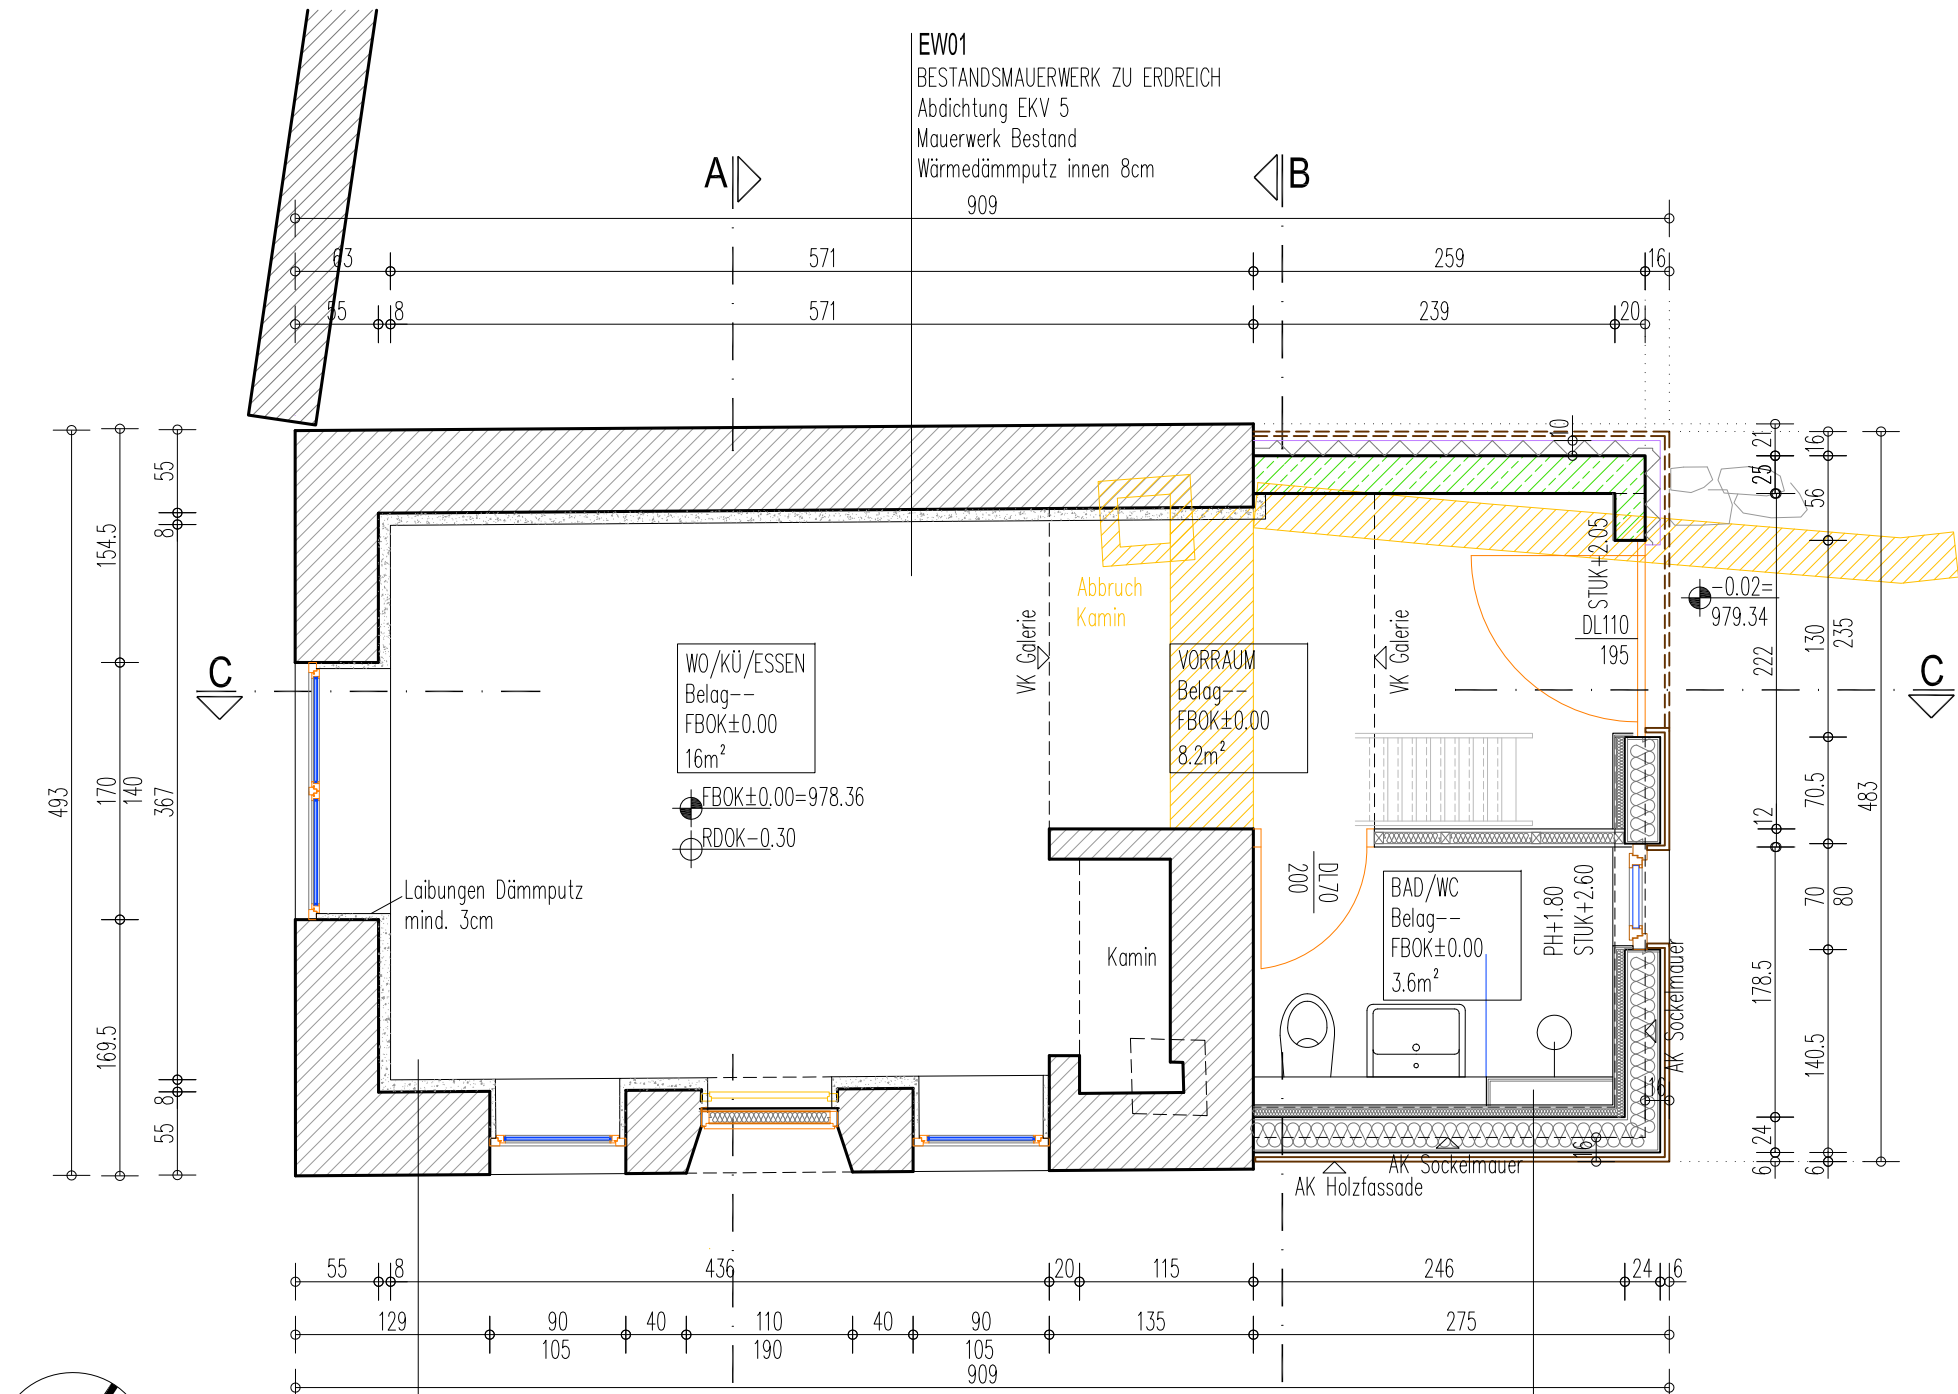 EW01
BESTANDSMAUERWERK ZU ERDREICH
Abdichtung EKV 5
Mauerwerk Bestand
Wärmedämmputz innen 8cm
A
B
909
63
571
259
16
55
8
571
239
20
10
55
8
154.5
493
170
140
367
169.5
8
55
21
25
16
56
222
130
235
12
70.5
483
70
80
178.5
140.5
24
6
6
STUK+2.05
DL110
195
-0.02=
979.34
Abbruch
Kamin
VK Galerie
VK Galerie
C
C
WO/KÜ/ESSEN
Belag--
FBOK±0.00
16m²
VORRAUM
Belag--
FBOK±0.00
8.2m²
FBOK±0.00=978.36
RDOK-0.30
Laibungen Dämmputz
mind. 3cm
Kamin
DL70
200
BAD/WC
Belag--
FBOK±0.00
3.6m²
PH+1.80
STUK+2.60
AK Sockelmauer
16
16
AK Sockelmauer
AK Holzfassade
55
8
436
20
115
246
24
6
129
90
40
110
40
90
135
275
105
190
105
909